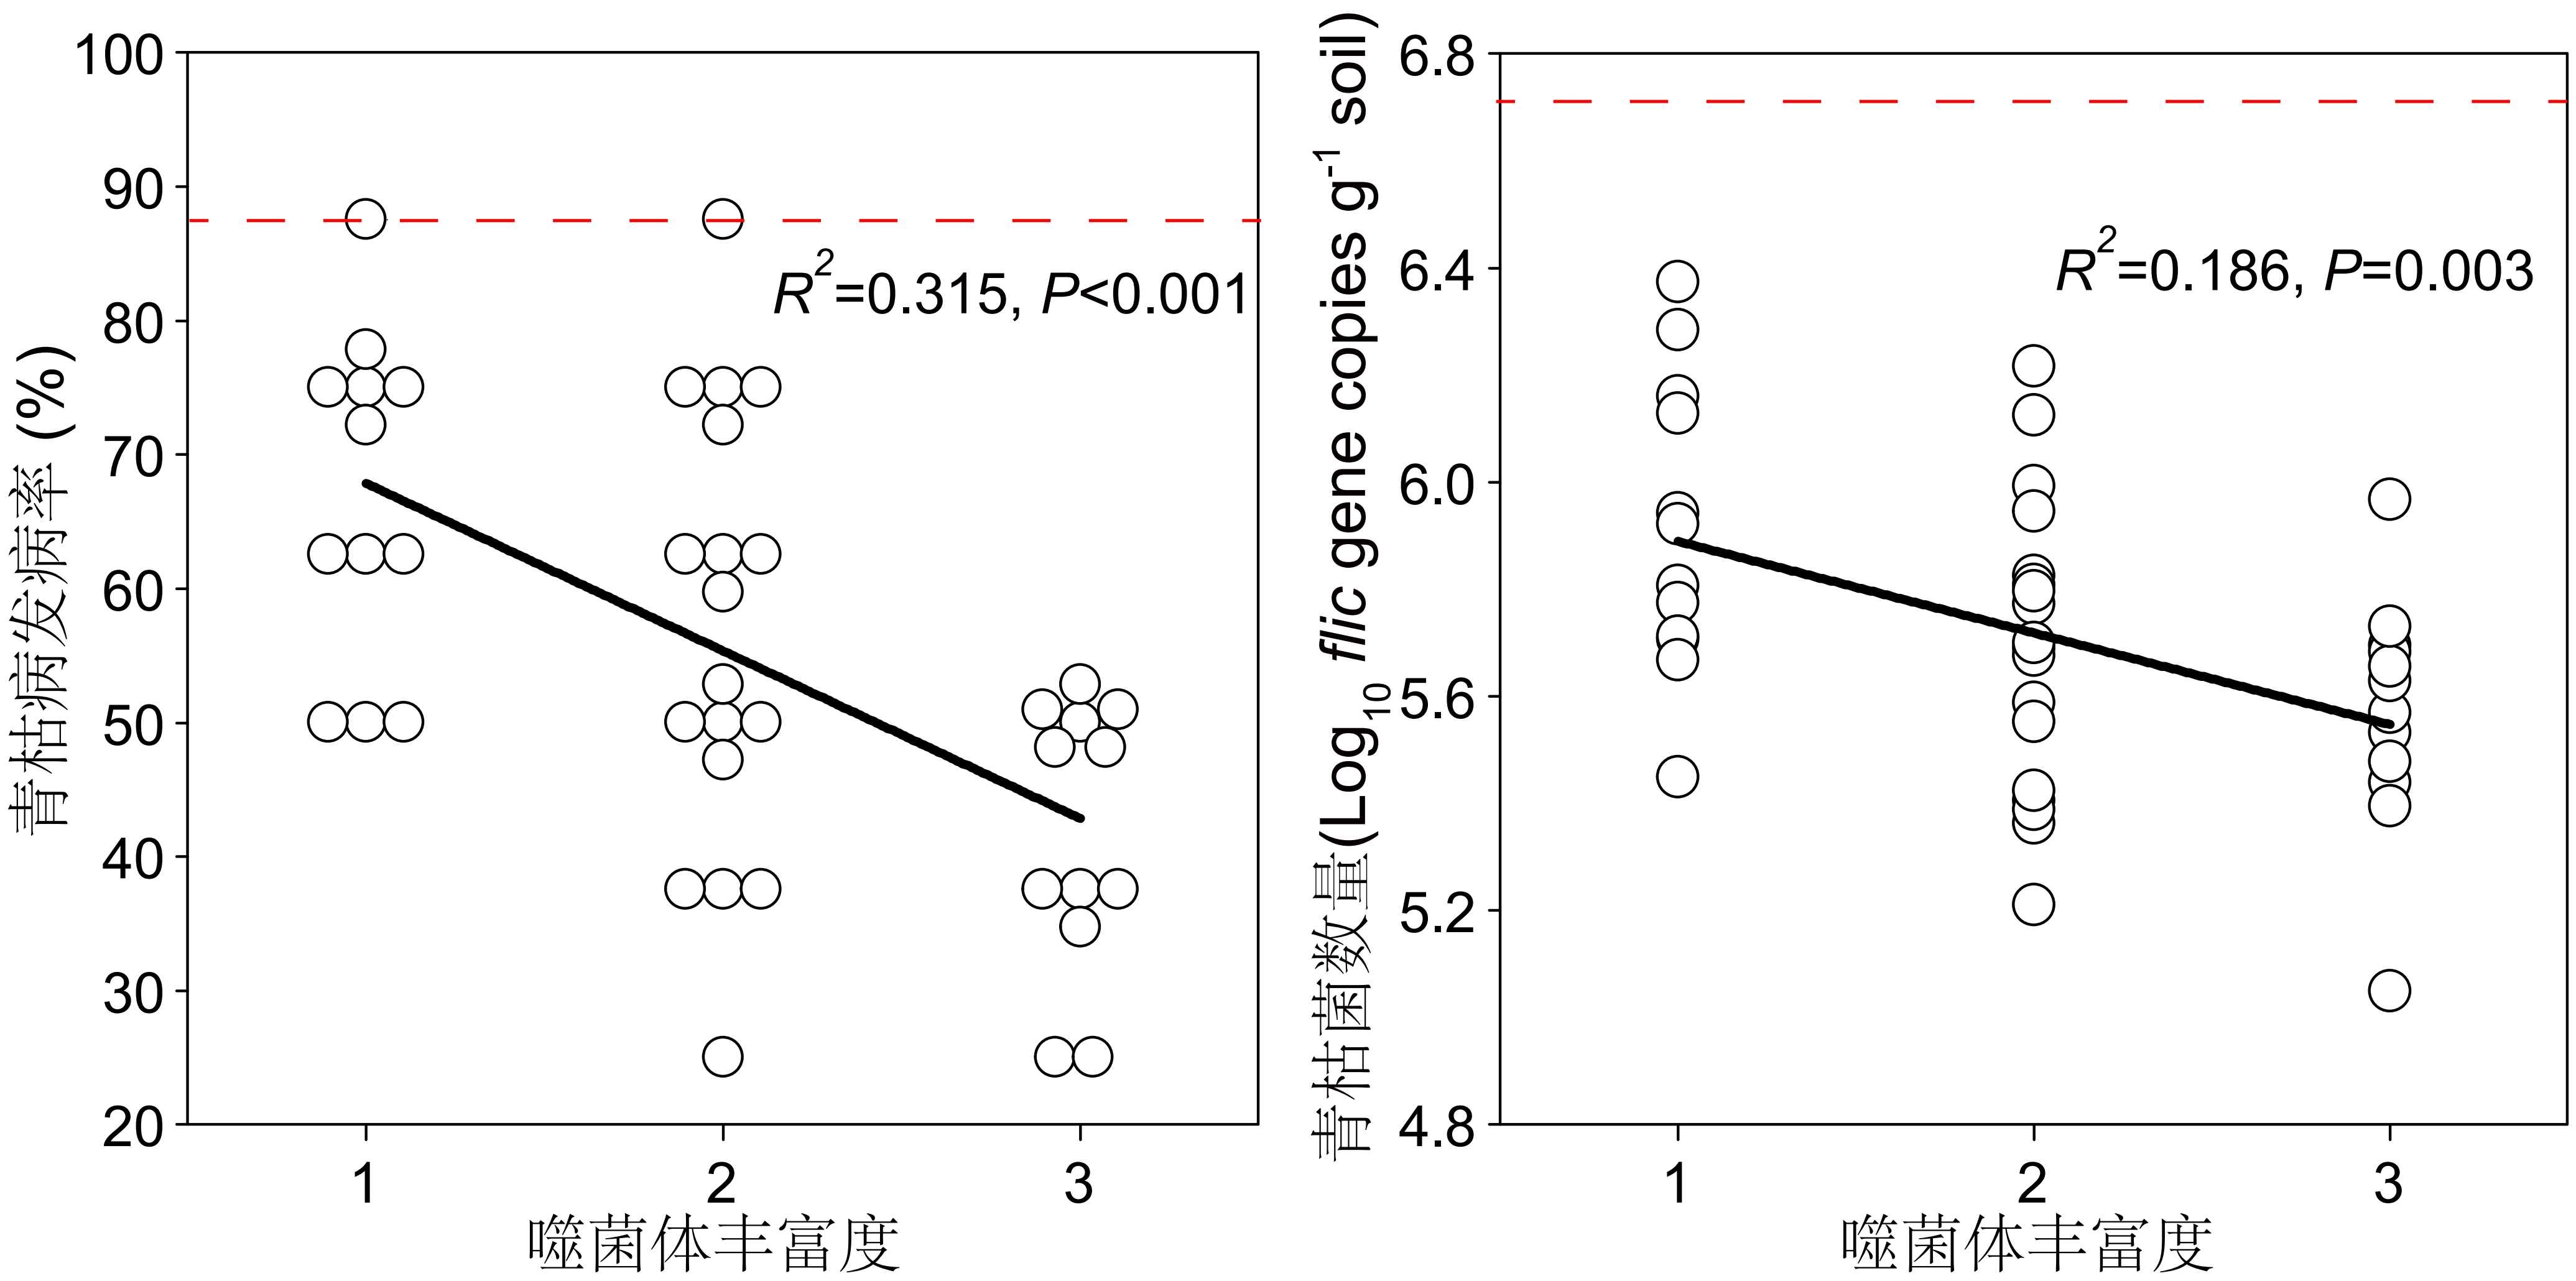 青枯病发病率 (%)
100
90
80
70
60
50
40
30
20
R²=0.315, P<0.001
1 2 3
噬菌体丰富度
青枯菌数量(Log₁₀ flic gene copies g⁻¹ soil)
6.8
6.4
6.0
5.6
5.2
4.8
R²=0.186, P=0.003
1 2 3
噬菌体丰富度